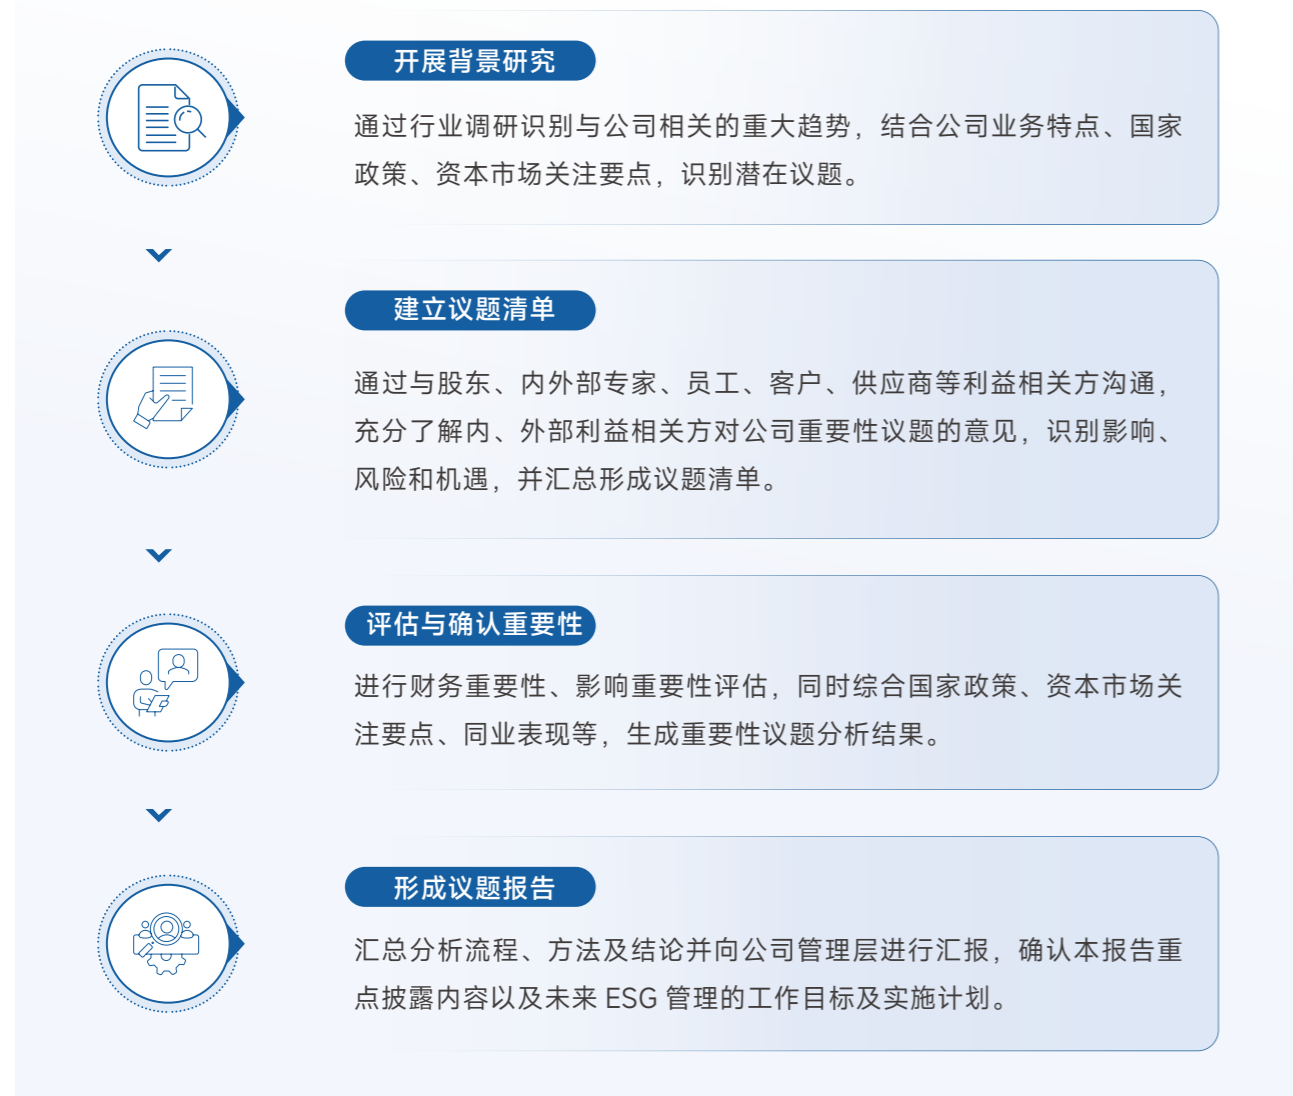 开展背景研究
通过行业调研识别与公司相关的重大趋势，结合公司业务特点、国家
政策、资本市场关注要点，识别潜在议题。
建立议题清单
通过与股东、内外部专家、员工、客户、供应商等利益相关方沟通，
充分了解内、外部利益相关方对公司重要性议题的意见，识别影响、
风险和机遇，并汇总形成议题清单。
评估与确认重要性
进行财务重要性、影响重要性评估，同时综合国家政策、资本市场关
注要点、同业表现等，生成重要性议题分析结果。
形成议题报告
汇总分析流程、方法及结论并向公司管理层进行汇报，确认本报告重
点披露内容以及未来 ESG 管理的工作目标及实施计划。